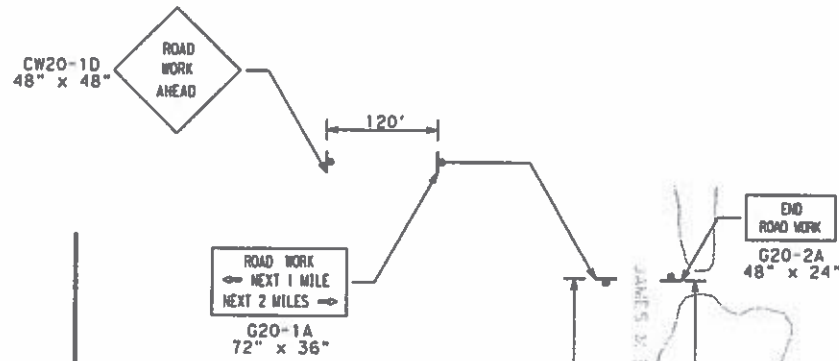 ROAD
WORK
AHEAD
CW20-1D
48" x 48"
120'
END
ROAD WORK
G20-2A
48" x 24"
ROAD WORK
⇦ NEXT 1 MILE
NEXT 2 MILES ⇨
G20-1A
72" x 36"
JAMES